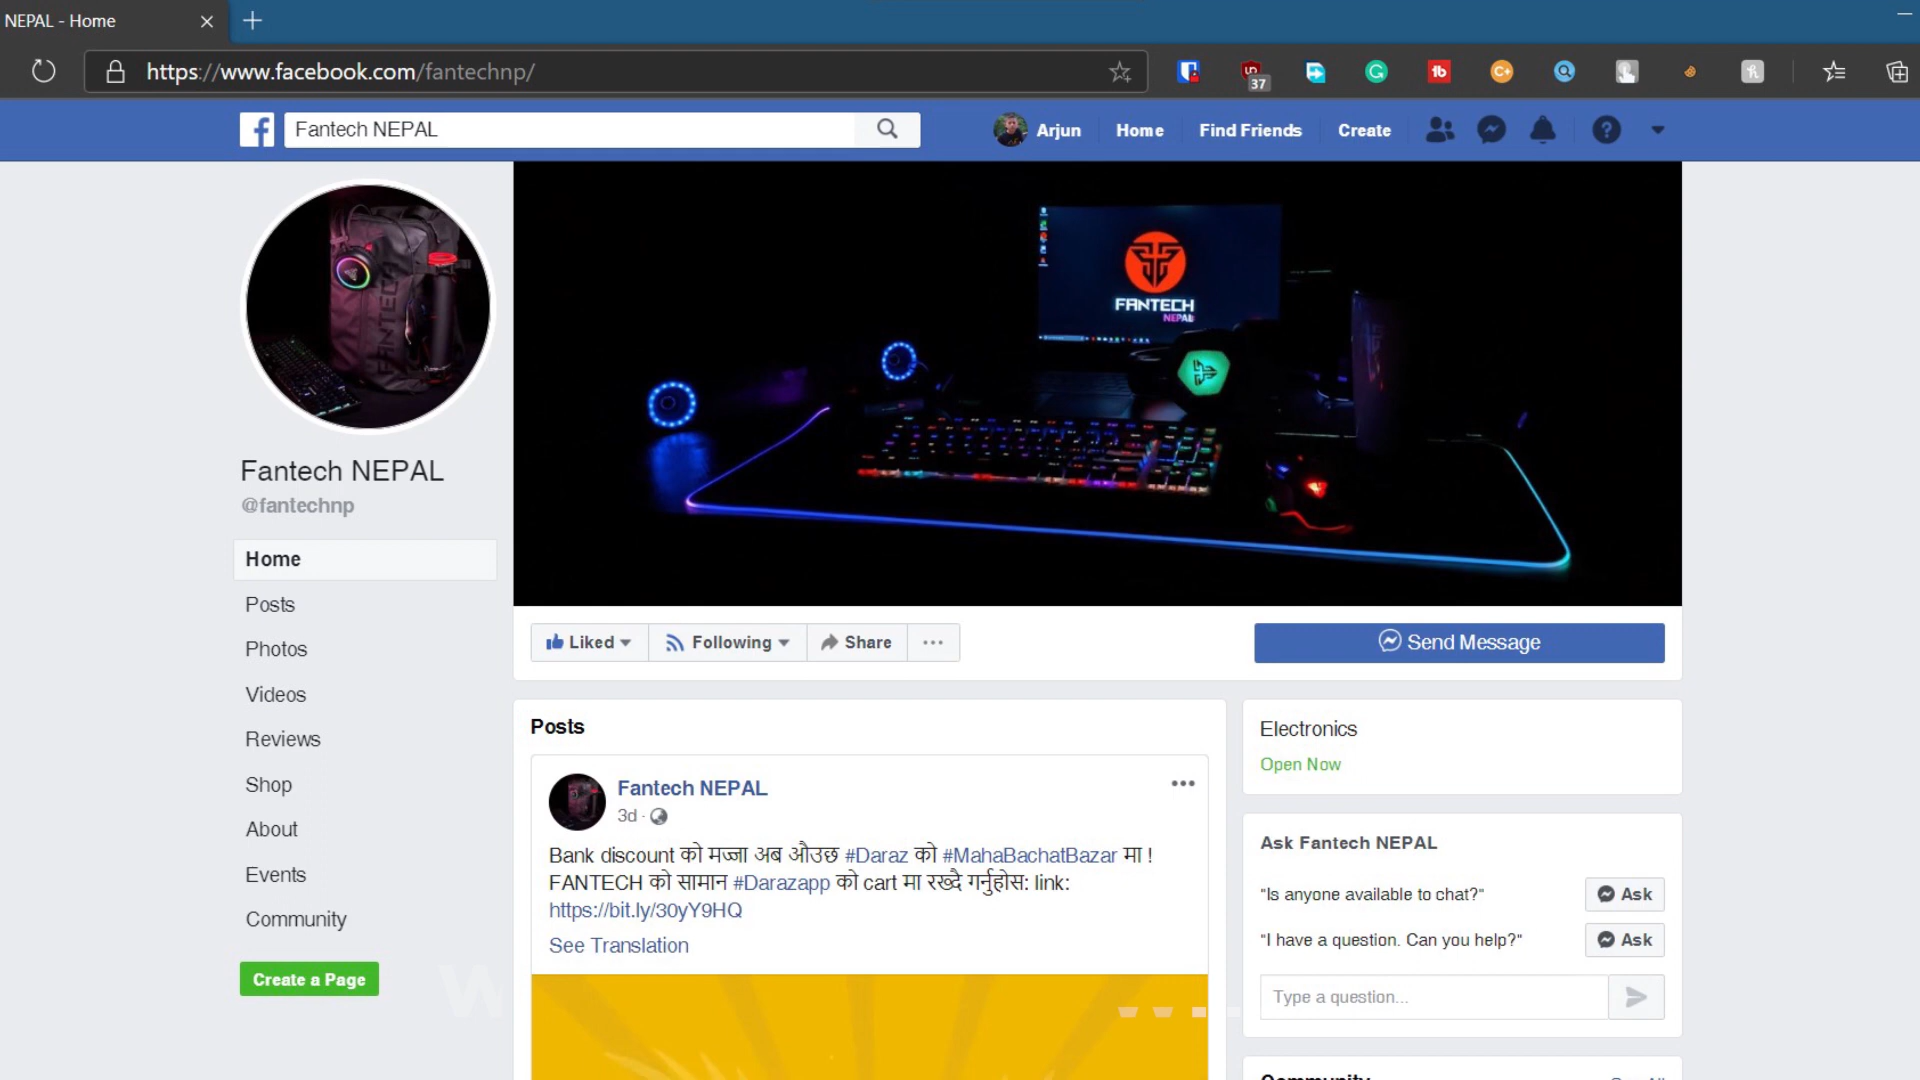 NEPAL - Home
https://www.facebook.com/fantechnp/
37
Fantech NEPAL
Arjun
Home
Find Friends
Create
FANTECH
NEPAL
FANTECH
Fantech NEPAL
@fantechnp
Home
Posts
Photos
Videos
Reviews
Shop
About
Events
Community
Create a Page
Liked
Following
Share
Send Message
Posts
Fantech NEPAL
3d
Bank discount को मज्जा अब औउछ #Daraz को #MahaBachatBazar मा !
FANTECH को सामान #Darazapp को cart मा रख्दै गर्नुहोस: link:
https://bit.ly/30yY9HQ
See Translation
Electronics
Open Now
Ask Fantech NEPAL
"Is anyone available to chat?"
Ask
"I have a question. Can you help?"
Ask
Type a question...
Community